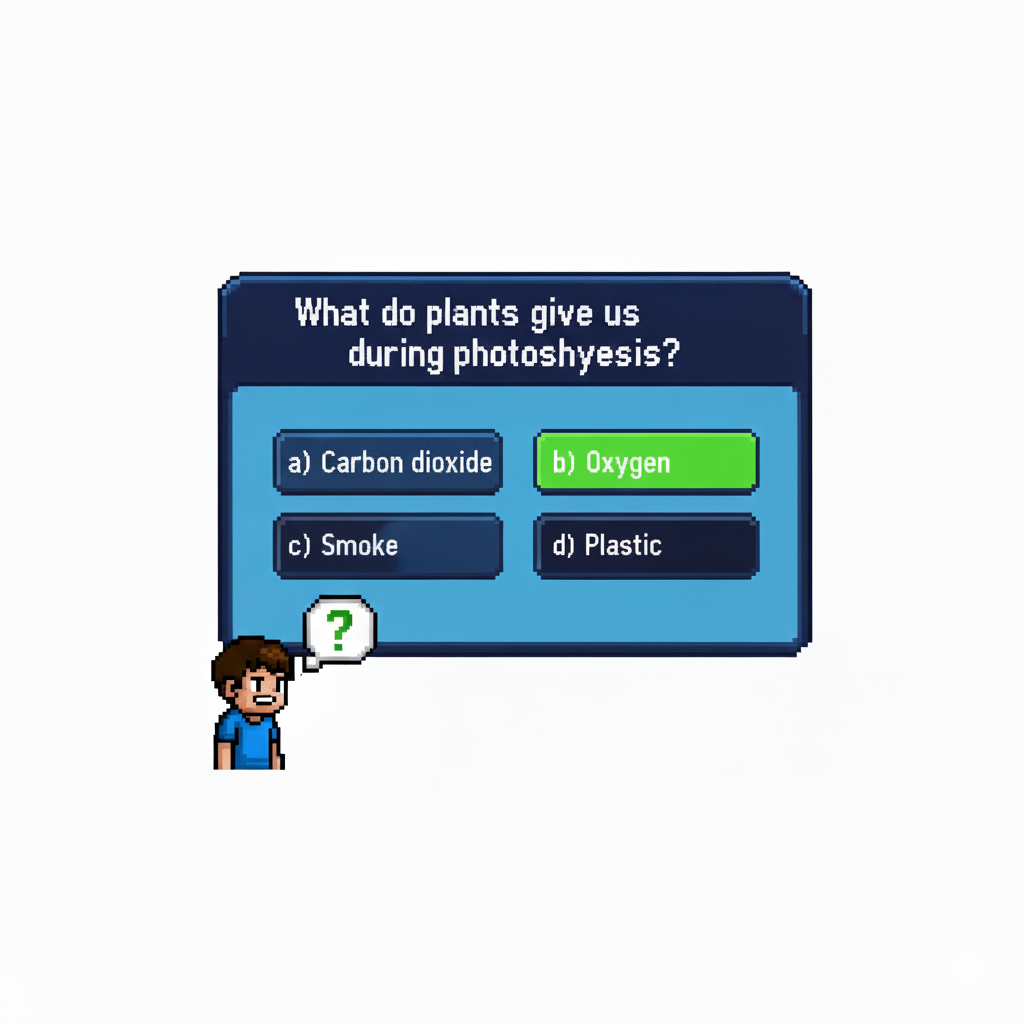 What do plants give us
during photoshyesis?
a) Carbon dioxide
b) Oxygen
c) Smoke
d) Plastic
?